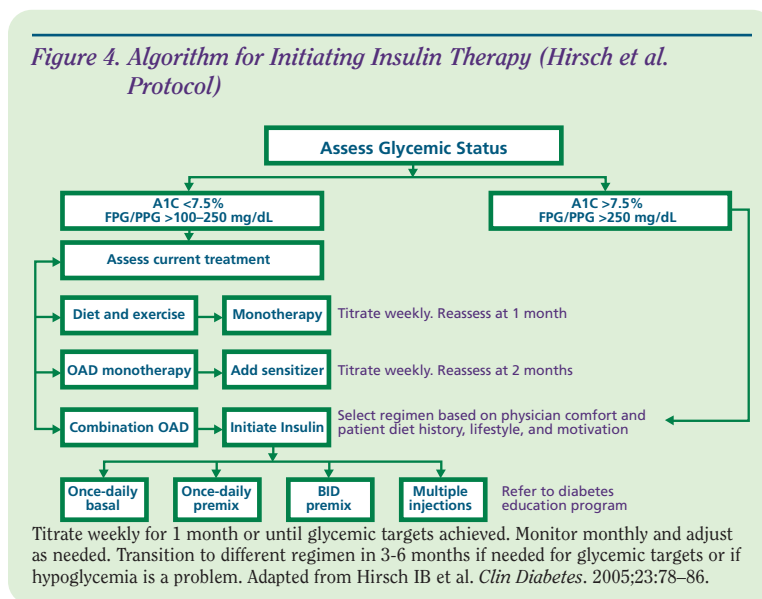 Figure 4. Algorithm for Initiating Insulin Therapy (Hirsch et al.
Protocol)
Assess Glycemic Status
A1C <7.5%
FPG/PPG >100–250 mg/dL
A1C >7.5%
FPG/PPG >250 mg/dL
Assess current treatment
Diet and exercise
Monotherapy
Titrate weekly. Reassess at 1 month
OAD monotherapy
Add sensitizer
Titrate weekly. Reassess at 2 months
Combination OAD
Initiate Insulin
Select regimen based on physician comfort and
patient diet history, lifestyle, and motivation
Once-daily
basal
Once-daily
premix
BID
premix
Multiple
injections
Refer to diabetes
education program
Titrate weekly for 1 month or until glycemic targets achieved. Monitor monthly and adjust
as needed. Transition to different regimen in 3-6 months if needed for glycemic targets or if
hypoglycemia is a problem. Adapted from Hirsch IB et al. Clin Diabetes. 2005;23:78–86.